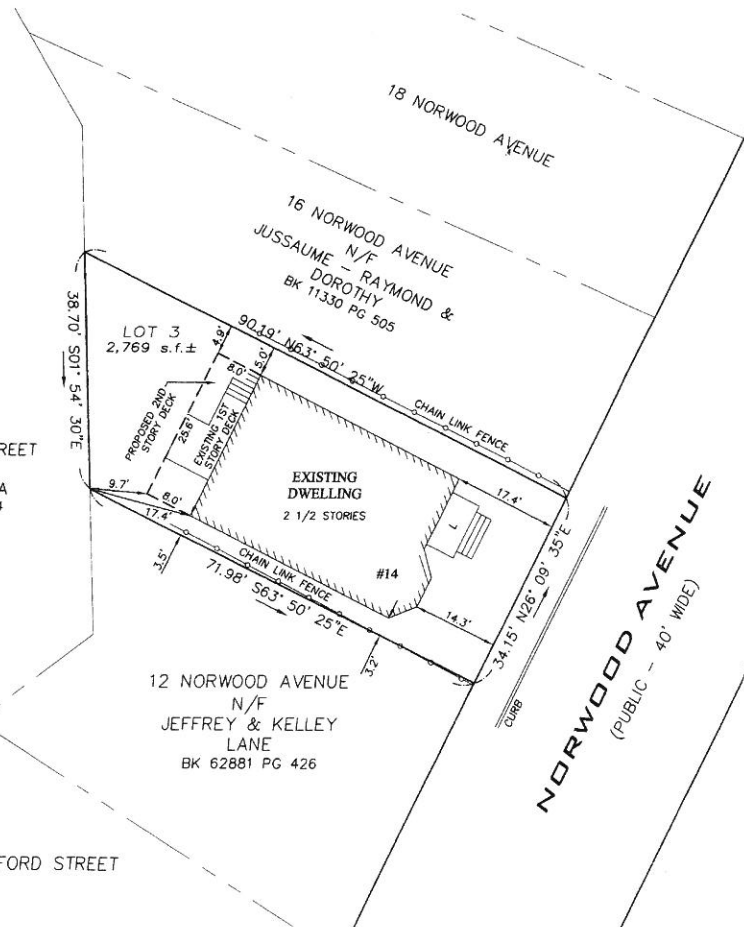 18 NORWOOD AVENUE
16 NORWOOD AVENUE
N/F
JUSSAUME - RAYMOND &
DOROTHY
BK 11330 PG 505
38.70' S01° 54' 30"E
LOT 3
2,769 s.f.±
4.9'
90.19' N63° 50' 25"W
5.0'
8.0'
CHAIN LINK FENCE
PROPOSED 2ND
STORY DECK
25.6'
EXISTING 1ST
STORY DECK
REET
A
9.7'
8.0'
17.4'
EXISTING
DWELLING
2 1/2 STORIES
17.4'
L
#14
3.5'
CHAIN LINK FENCE
71.98' S63° 50' 25"E
14.3'
3.2'
34.15' N26° 09' 35"E
CURB
NORWOOD AVENUE
(PUBLIC - 40' WIDE)
12 NORWOOD AVENUE
N/F
JEFFREY & KELLEY
LANE
BK 62881 PG 426
FORD STREET